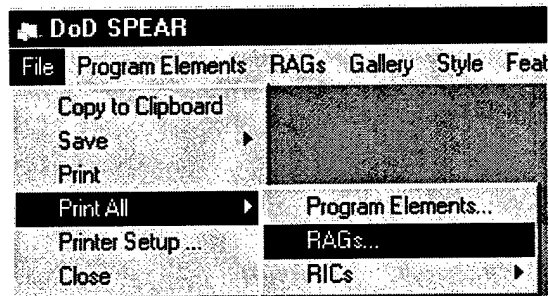 DoD SPEAR
File Program Elements RAGs Gallery Style Feat
Copy to Clipboard
Save
Print
Print All Program Elements...
Printer Setup ... RAGs...
Close RICs